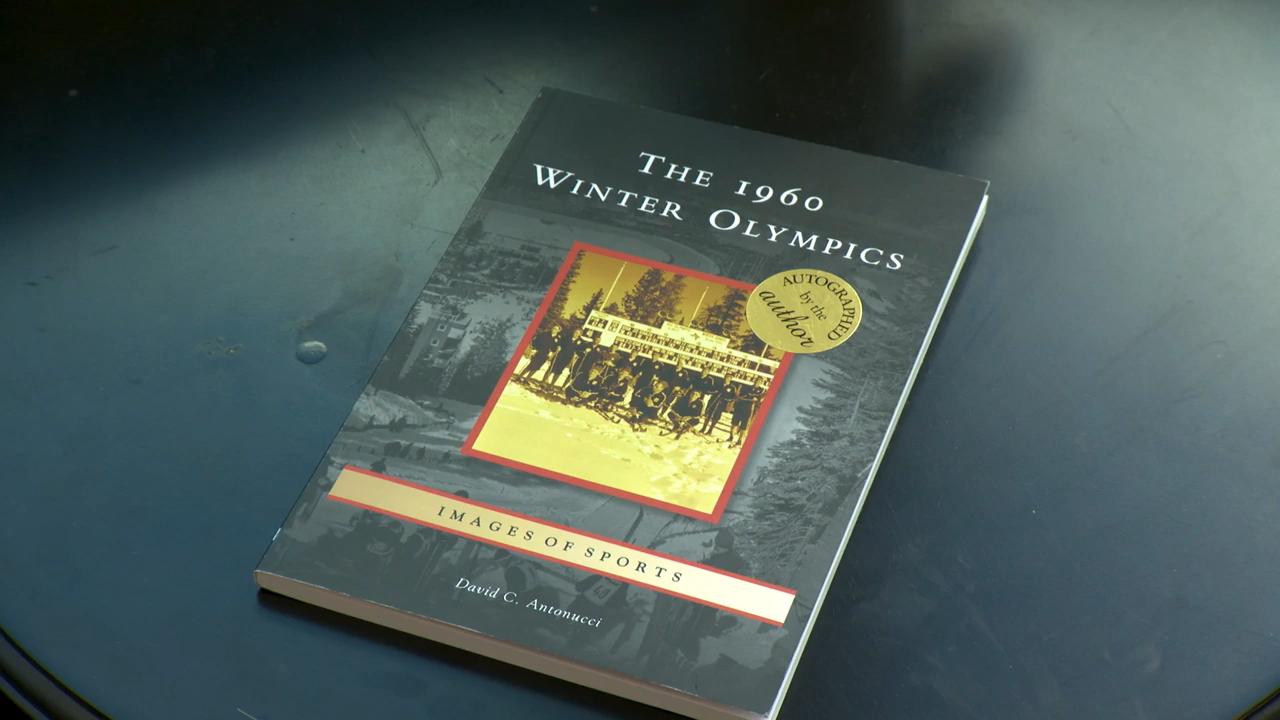 THE 1960
WINTER OLYMPICS
AUTOGRAPHED
by the
author
IMAGES OF SPORTS
David C. Antonucci